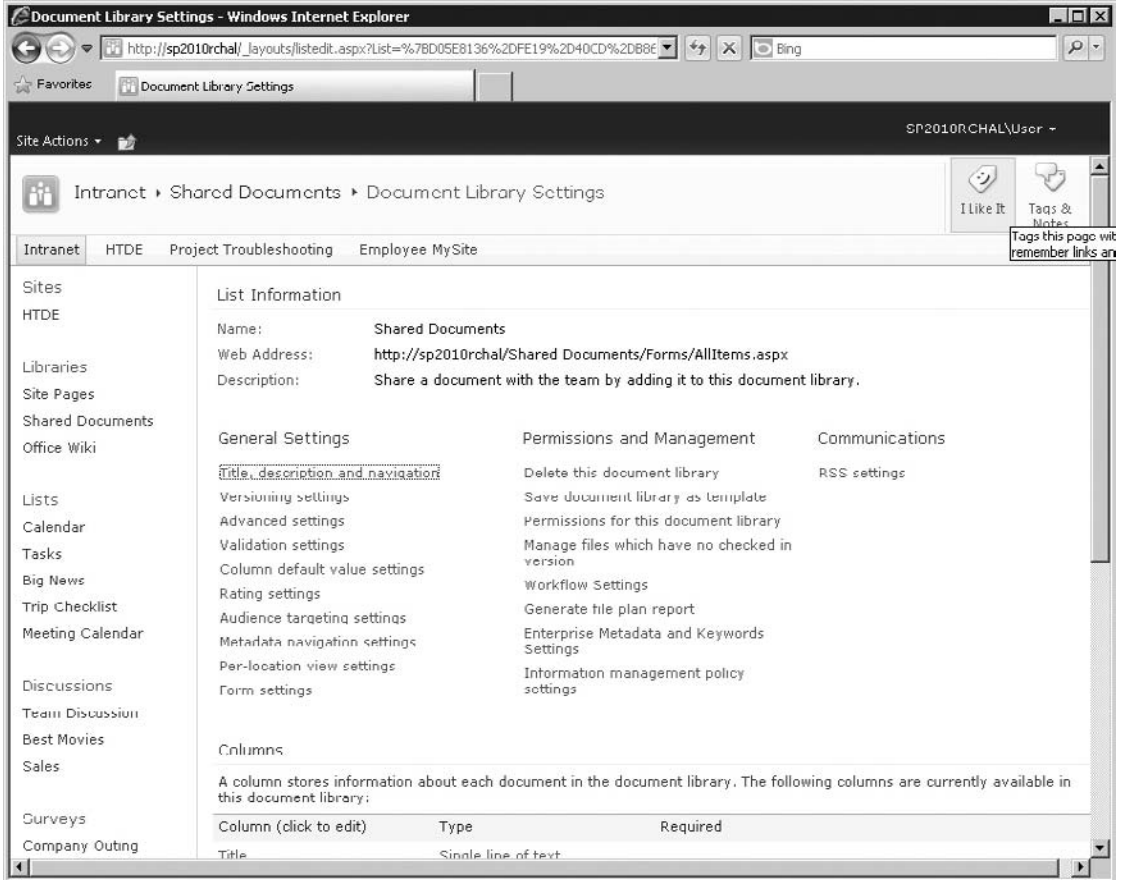 Document Library Settings - Windows Internet Explorer
http://sp2010rchal/_layouts/listedit.aspx?List=%7BD05E8136%2DFE19%2D40CD%2DB8E
Bing
Favorites
Document Library Settings
SP2010RCHAL\User
Site Actions
Intranet ▸ Shared Documents ▸ Document Library Settings
I Like It
Tags &
Notes
Tags this page wit
remember links an
Intranet HTDE Project Troubleshooting Employee MySite
Sites
HTDE
Libraries
Site Pages
Shared Documents
Office Wiki
Lists
Calendar
Tasks
Big News
Trip Checklist
Meeting Calendar
Discussions
Team Discussion
Best Movies
Sales
Surveys
Company Outing
List Information
Name: Shared Documents
Web Address: http://sp2010rchal/Shared Documents/Forms/AllItems.aspx
Description: Share a document with the team by adding it to this document library.
General Settings
Title, description and navigation
Versioning settings
Advanced settings
Validation settings
Column default value settings
Rating settings
Audience targeting settings
Metadata navigation settings
Per-location view settings
Form settings
Permissions and Management
Delete this document library
Save document library as template
Permissions for this document library
Manage files which have no checked in
version
Workflow Settings
Generate file plan report
Enterprise Metadata and Keywords
Settings
Information management policy
settings
Communications
RSS settings
Columns
A column stores information about each document in the document library. The following columns are currently available in
this document library:
Column (click to edit) Type Required
Title Single line of text